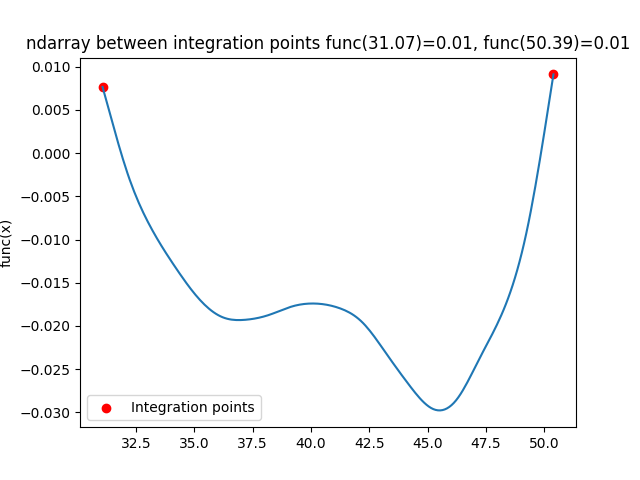 ndarray between integration points func(31.07)=0.01, func(50.39)=0.01
func(x)
0.010
0.005
0.000
−0.005
−0.010
−0.015
−0.020
−0.025
−0.030
Integration points
32.5 35.0 37.5 40.0 42.5 45.0 47.5 50.0